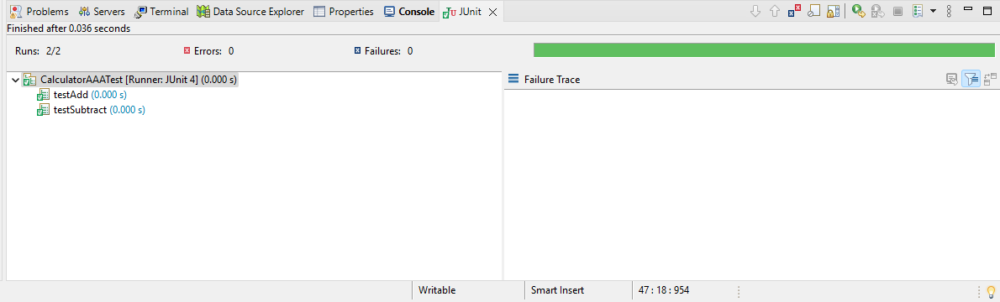 Problems Servers Terminal Data Source Explorer Properties Console JUnit
Finished after 0.036 seconds
Runs: 2/2 Errors: 0 Failures: 0
CalculatorAAATest [Runner: JUnit 4] (0.000 s)
testAdd (0.000 s)
testSubtract (0.000 s)
Failure Trace
Writable Smart Insert 47 : 18 : 954